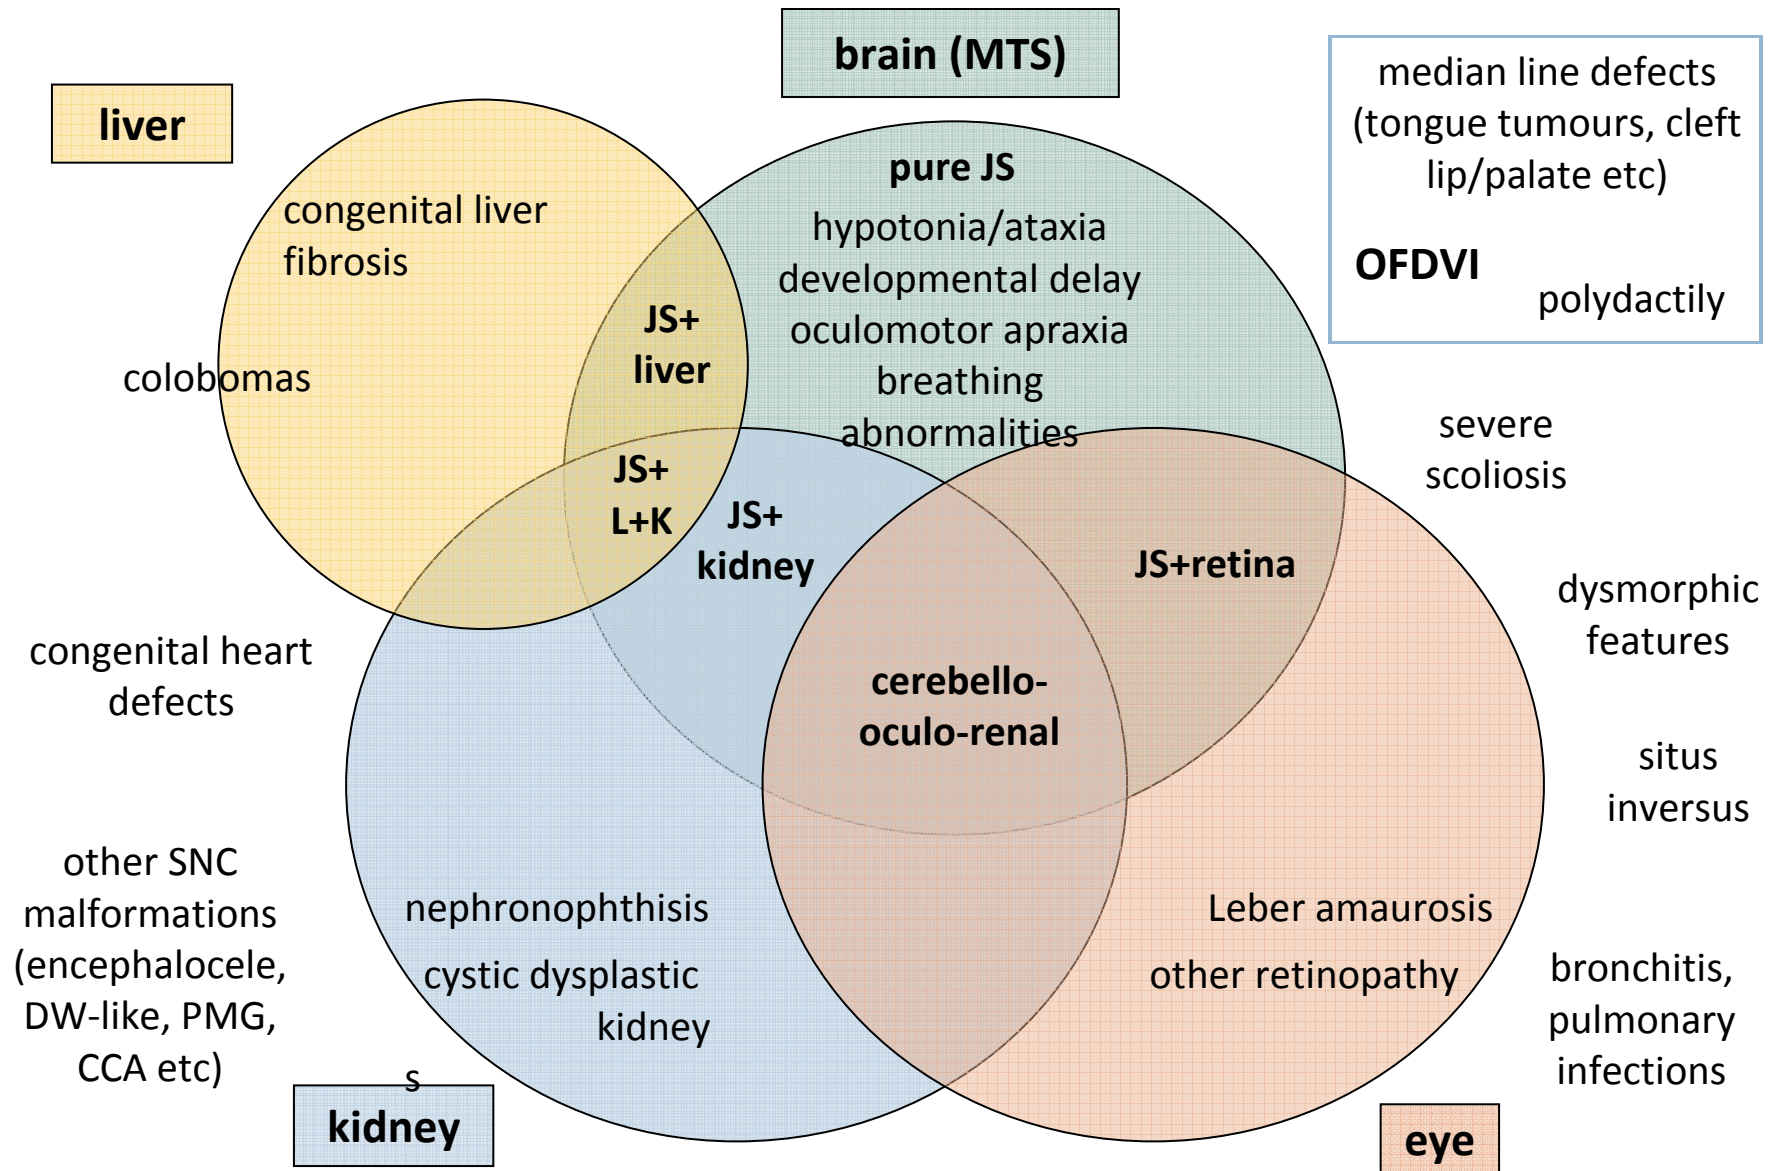 brain (MTS)
liver
median line defects
(tongue tumours, cleft
lip/palate etc)
OFDVI
polydactily
pure JS
hypotonia/ataxia
developmental delay
oculomotor apraxia
breathing
abnormalities
congenital liver
fibrosis
colobomas
JS+
liver
JS+
L+K
JS+
kidney
JS+retina
cerebello-
oculo-renal
severe
scoliosis
dysmorphic
features
situs
inversus
bronchitis,
pulmonary
infections
congenital heart
defects
other SNC
malformations
(encephalocele,
DW-like, PMG,
CCA etc)
nephronophthisis
cystic dysplastic
kidney
s
Leber amaurosis
other retinopathy
kidney
eye